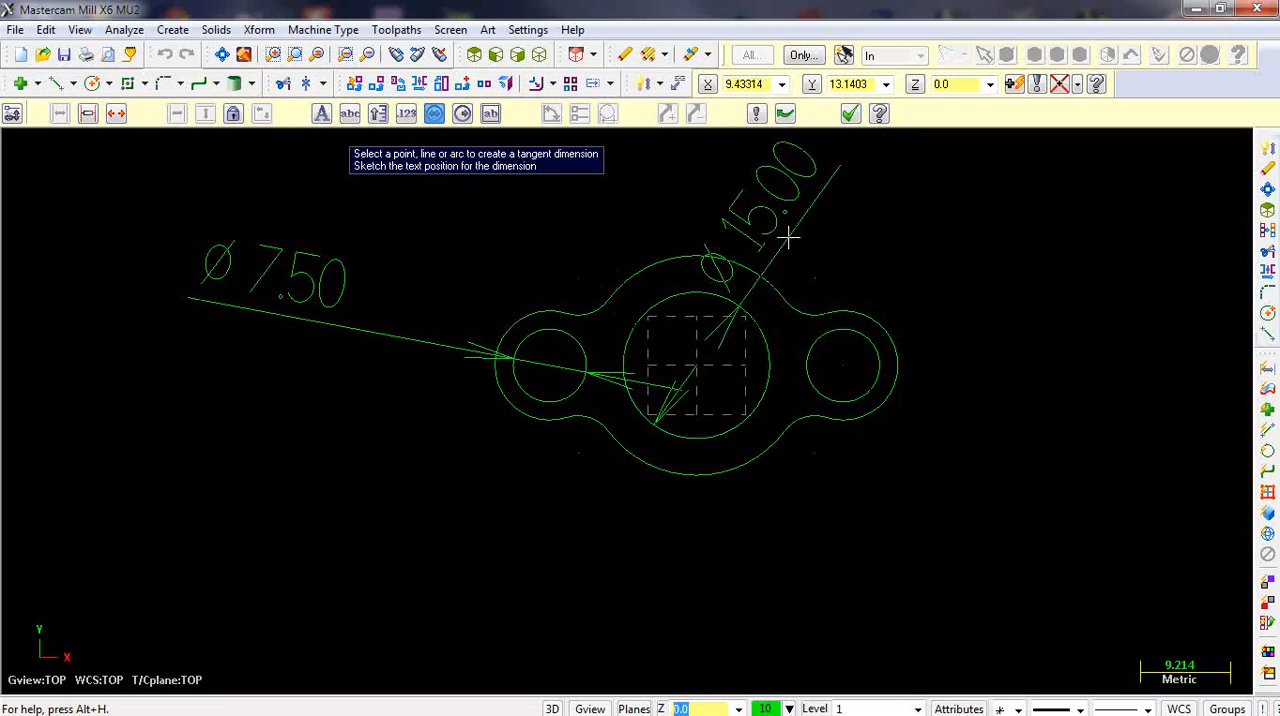 Mastercam Mill X6 MU2
File Edit View Analyze Create Solids Xform Machine Type Toolpaths Screen Art Settings Help
All... Only... In
X 9.43314 Y 13.1403 Z 0.0
A abc .123 ab
Select a point, line or arc to create a tangent dimension
Sketch the text position for the dimension
Ø 15.00
Ø 7.50
Y
X
Gview:TOP WCS:TOP T/Cplane:TOP
9.214
Metric
For help, press Alt+H. 3D Gview Planes Z 0.0 10 Level 1 Attributes WCS Groups